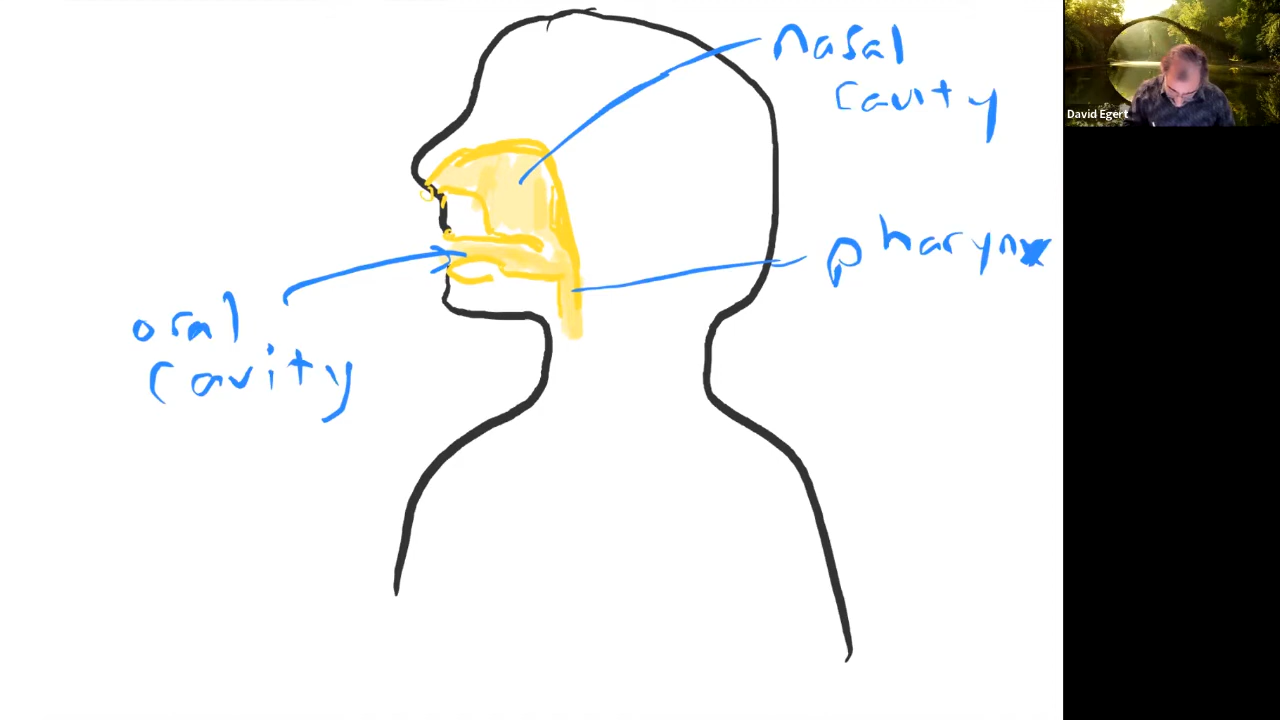 nasal
cavity
David Egert
pharynx
oral
cavity